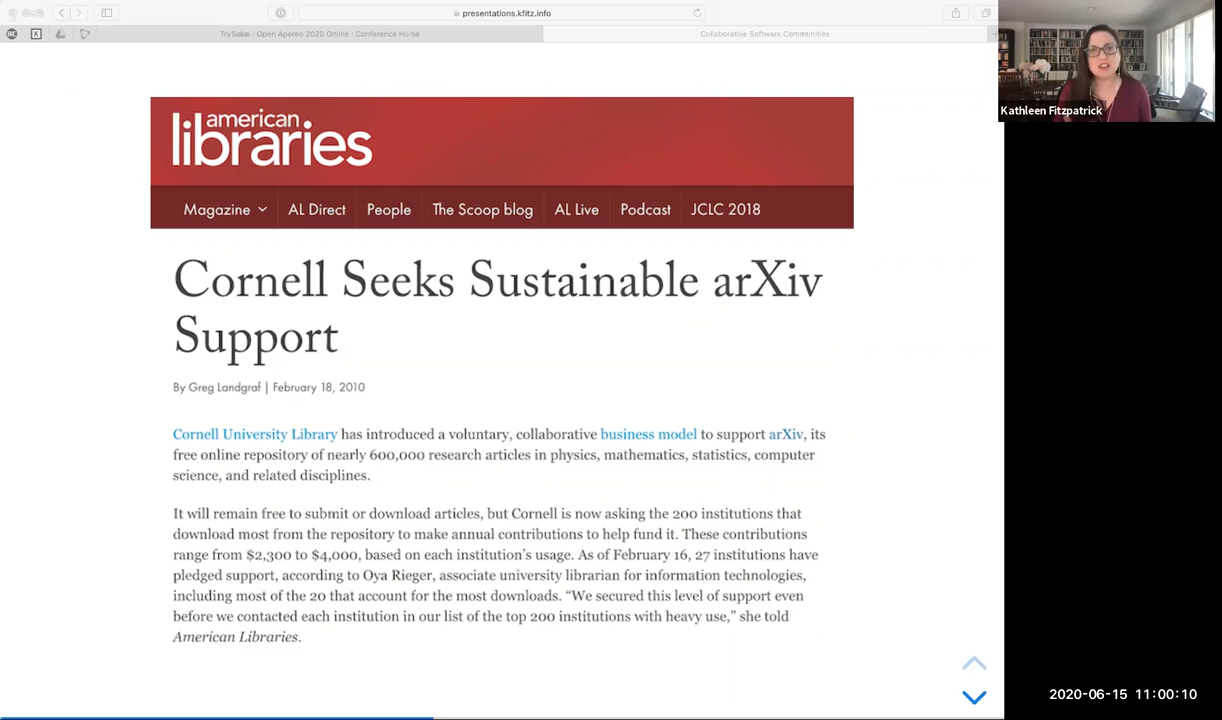 presentations.kfitz.info
TrySakai : Open Apereo 2020 Online : Conference Home
Collaborative Software Communities
Kathleen Fitzpatrick
american
libraries
Magazine AL Direct People The Scoop blog AL Live Podcast JCLC 2018
Cornell Seeks Sustainable arXiv
Support
By Greg Landgraf | February 18, 2010
Cornell University Library has introduced a voluntary, collaborative business model to support arXiv, its
free online repository of nearly 600,000 research articles in physics, mathematics, statistics, computer
science, and related disciplines.
It will remain free to submit or download articles, but Cornell is now asking the 200 institutions that
download most from the repository to make annual contributions to help fund it. These contributions
range from $2,300 to $4,000, based on each institution's usage. As of February 16, 27 institutions have
pledged support, according to Oya Rieger, associate university librarian for information technologies,
including most of the 20 that account for the most downloads. “We secured this level of support even
before we contacted each institution in our list of the top 200 institutions with heavy use,” she told
American Libraries.
2020-06-15 11:00:10